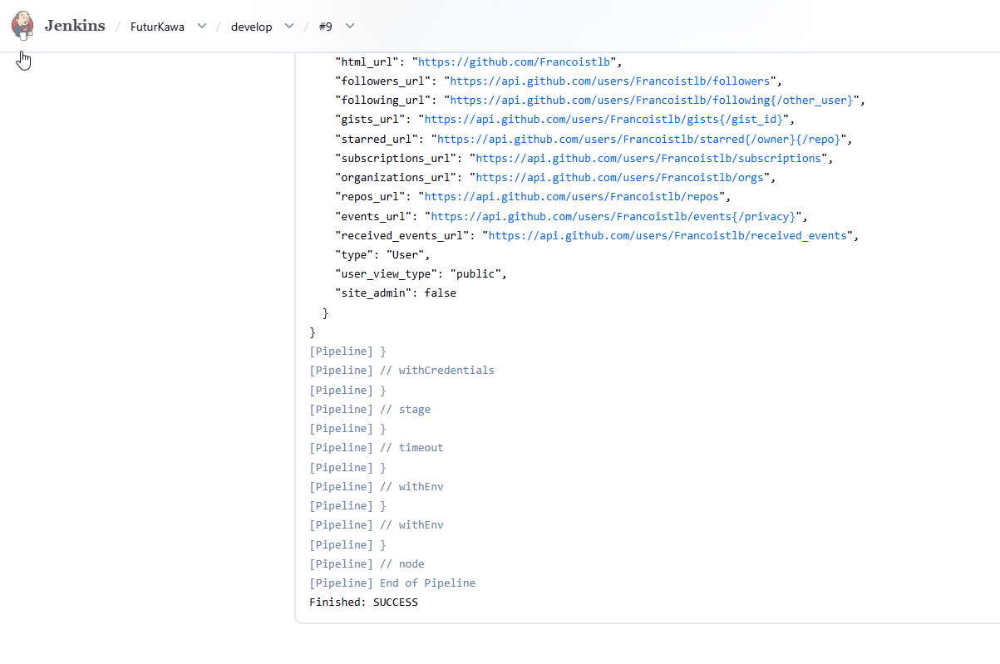 Jenkins / FuturKawa / develop / #9
"html_url": "https://github.com/Francoistlb",
"followers_url": "https://api.github.com/users/Francoistlb/followers",
"following_url": "https://api.github.com/users/Francoistlb/following{/other_user}",
"gists_url": "https://api.github.com/users/Francoistlb/gists{/gist_id}",
"starred_url": "https://api.github.com/users/Francoistlb/starred{/owner}{/repo}",
"subscriptions_url": "https://api.github.com/users/Francoistlb/subscriptions",
"organizations_url": "https://api.github.com/users/Francoistlb/orgs",
"repos_url": "https://api.github.com/users/Francoistlb/repos",
"events_url": "https://api.github.com/users/Francoistlb/events{/privacy}",
"received_events_url": "https://api.github.com/users/Francoistlb/received_events",
"type": "User",
"user_view_type": "public",
"site_admin": false
}
}
[Pipeline] }
[Pipeline] // withCredentials
[Pipeline] }
[Pipeline] // stage
[Pipeline] }
[Pipeline] // timeout
[Pipeline] }
[Pipeline] // withEnv
[Pipeline] }
[Pipeline] // withEnv
[Pipeline] }
[Pipeline] // node
[Pipeline] End of Pipeline
Finished: SUCCESS